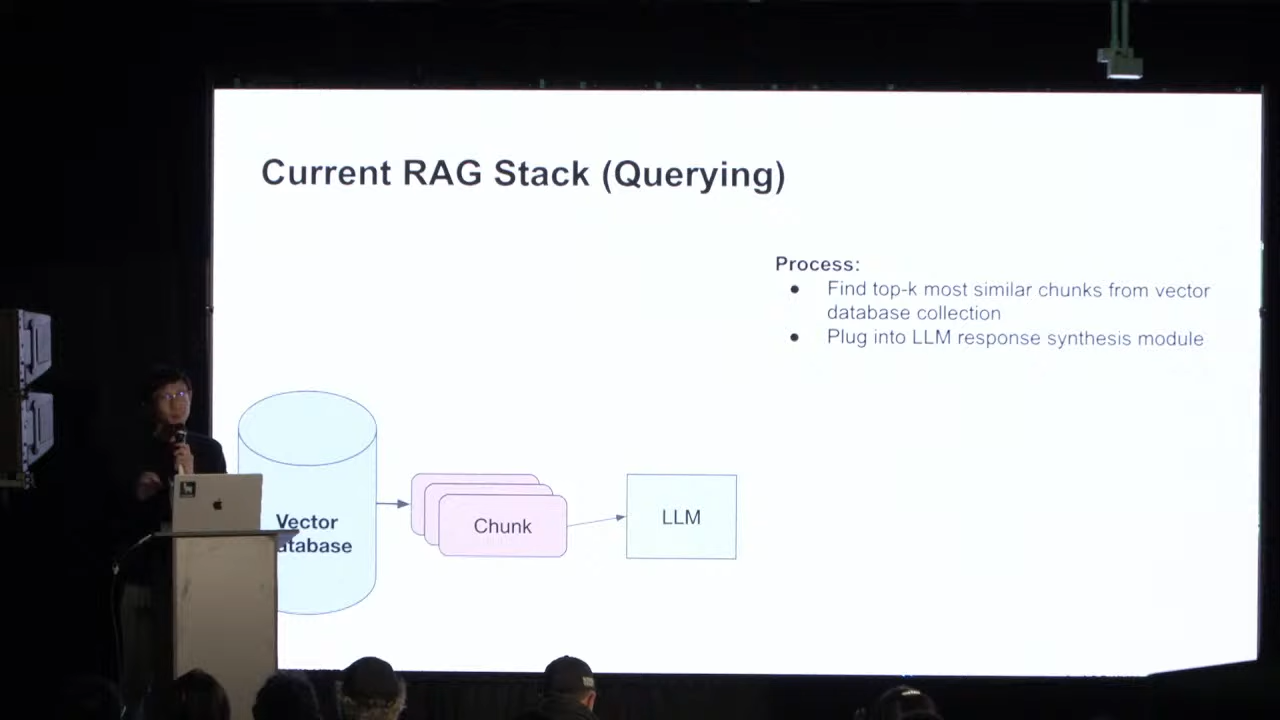 Current RAG Stack (Querying)
Process:
● Find top-k most similar chunks from vector
database collection
● Plug into LLM response synthesis module
Vector
atabase
Chunk
LLM